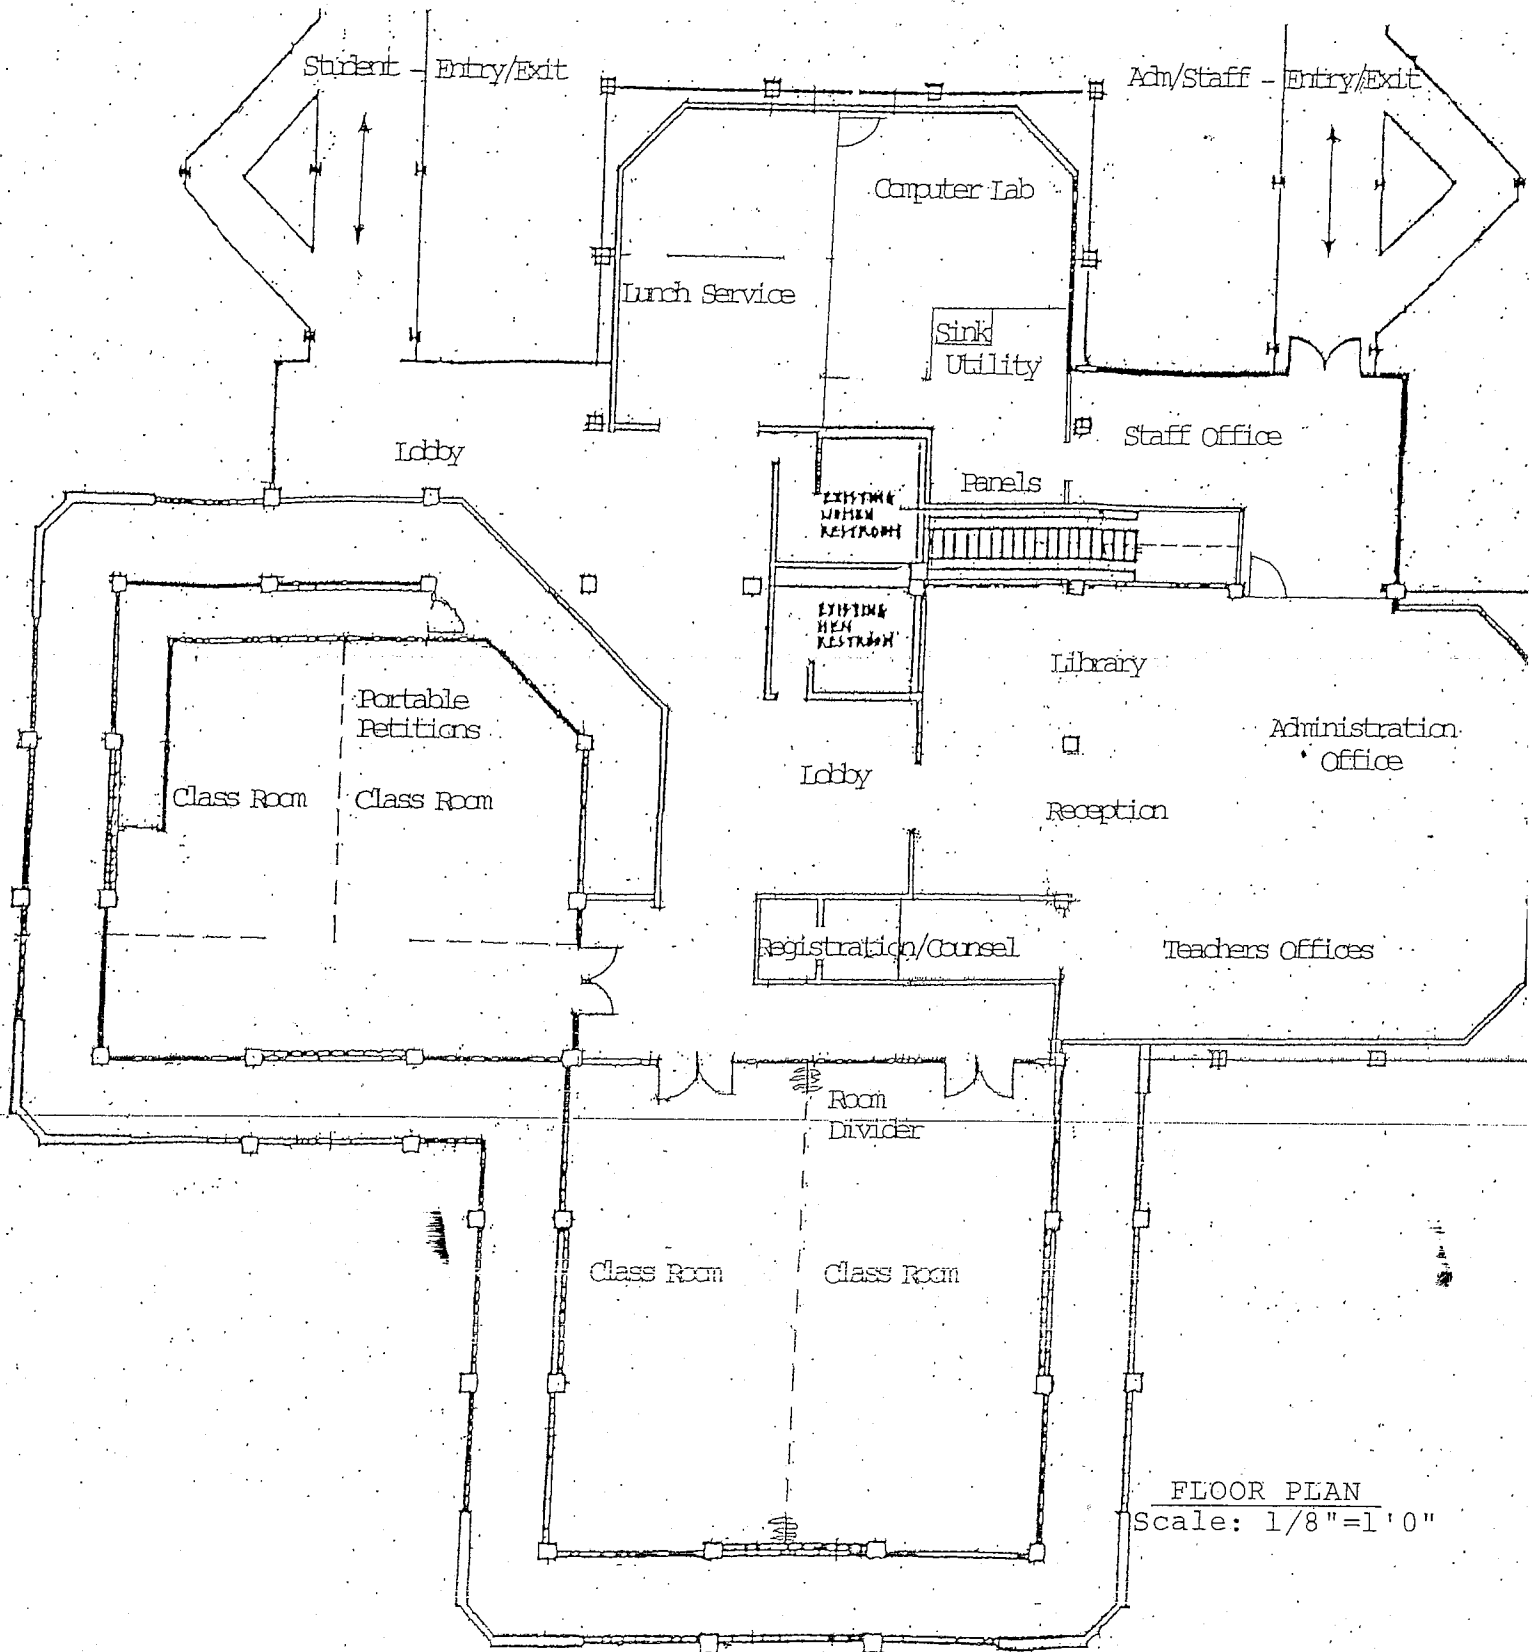 Student - Entry/Exit
Adm/Staff - Entry/Exit
Computer Lab
Lunch Service
Sink
Utility
Lobby
Staff Office
Panels
EXISTING
WOMEN
RESTROOM
EXISTING
MEN
RESTROOM
Library
Portable
Petitions
Administration
Office
Lobby
Class Room
Class Room
Reception
Registration/Counsel
Teachers Offices
Room
Divider
Class Room
Class Room
FLOOR PLAN
Scale: 1/8"=1'0"